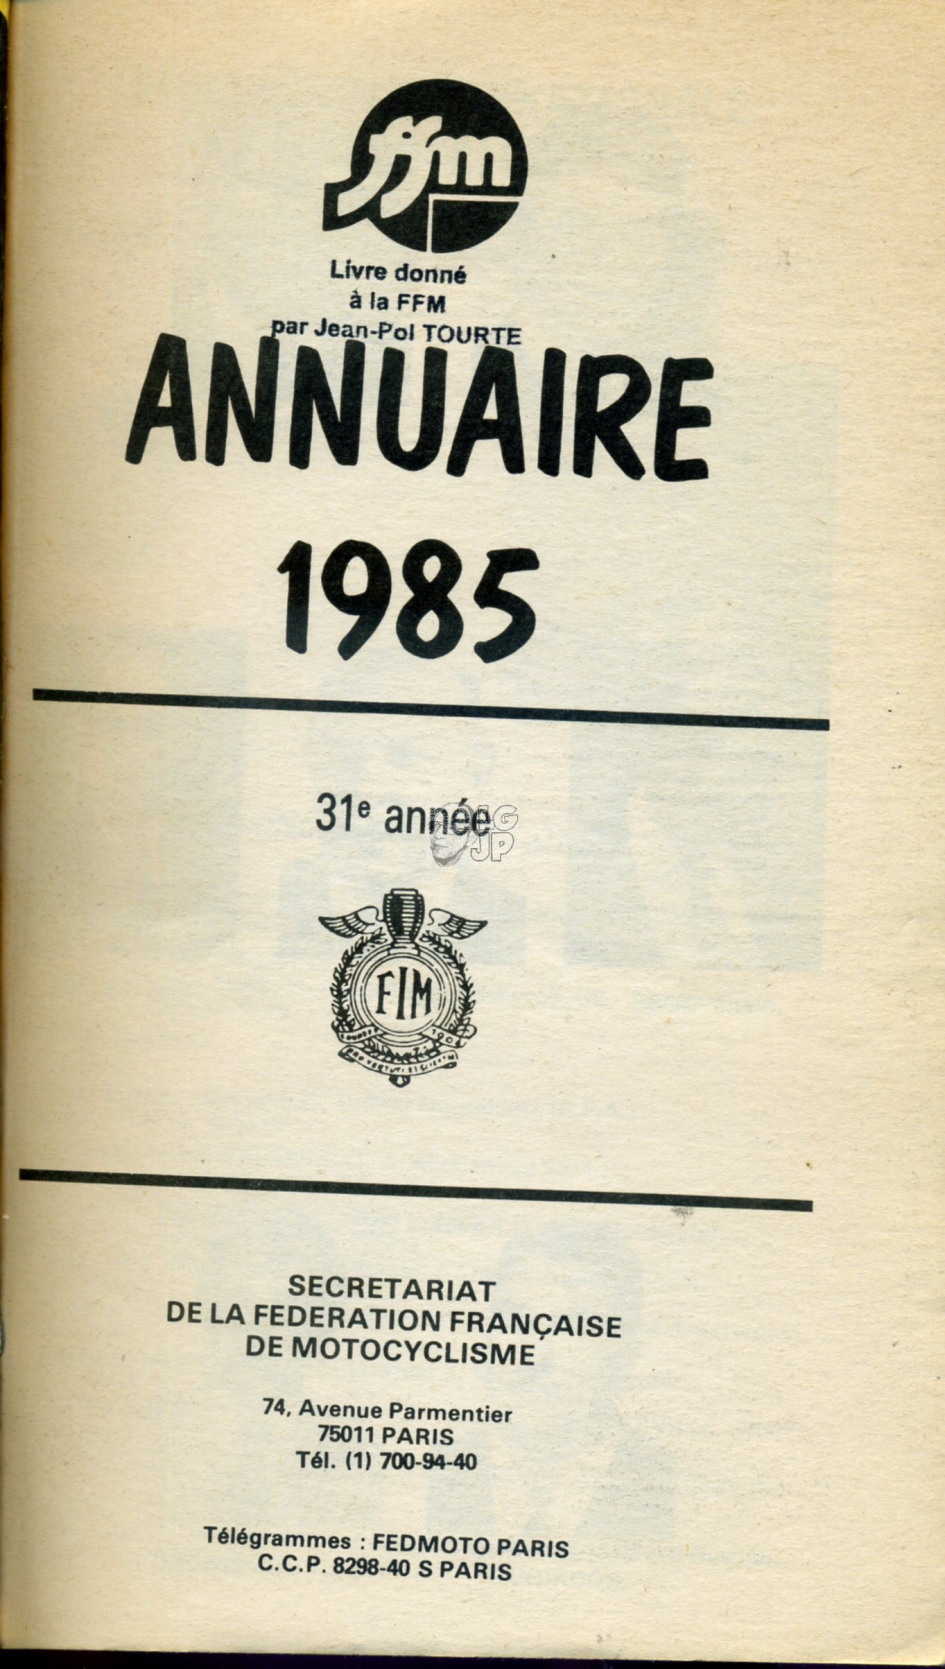 ffm
Livre donné
à la FFM
par Jean-Pol TOURTE
ANNUAIRE
1985
31e année
JP
FIM
SECRETARIAT
DE LA FEDERATION FRANÇAISE
DE MOTOCYCLISME
74, Avenue Parmentier
75011 PARIS
Tél. (1) 700-94-40
Télégrammes : FEDMOTO PARIS
C.C.P. 8298-40 S PARIS